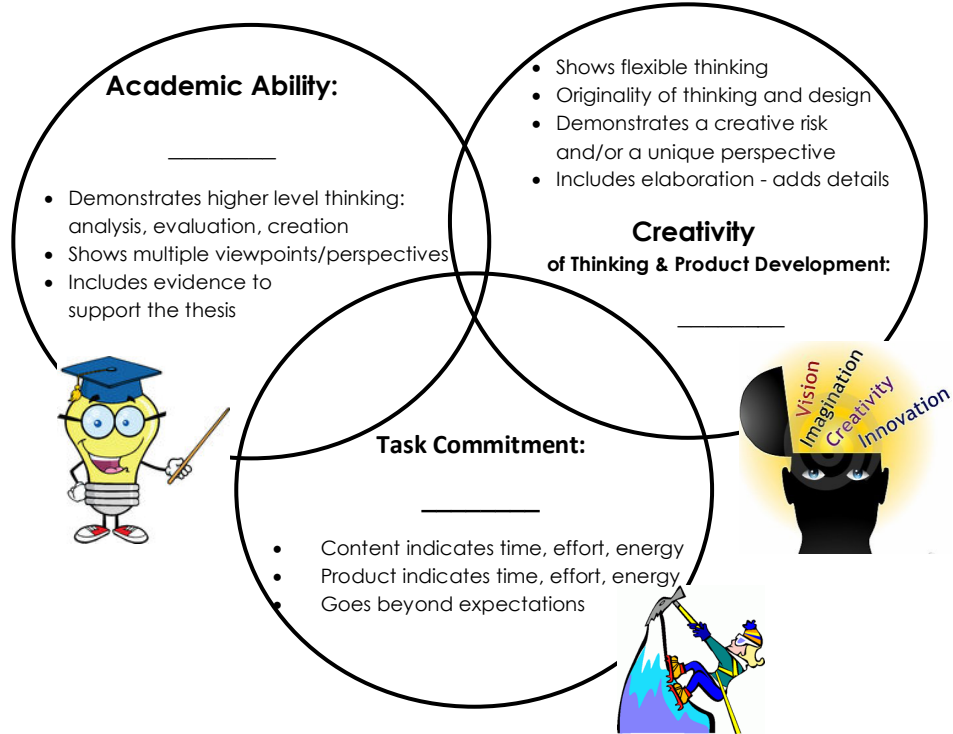 Academic Ability:
__________
• Demonstrates higher level thinking:
analysis, evaluation, creation
• Shows multiple viewpoints/perspectives
• Includes evidence to
support the thesis
• Shows flexible thinking
• Originality of thinking and design
• Demonstrates a creative risk
and/or a unique perspective
• Includes elaboration - adds details
Creativity
of Thinking & Product Development:
__________
Vision
Imagination
Creativity
Innovation
Task Commitment:
__________
• Content indicates time, effort, energy
• Product indicates time, effort, energy
• Goes beyond expectations